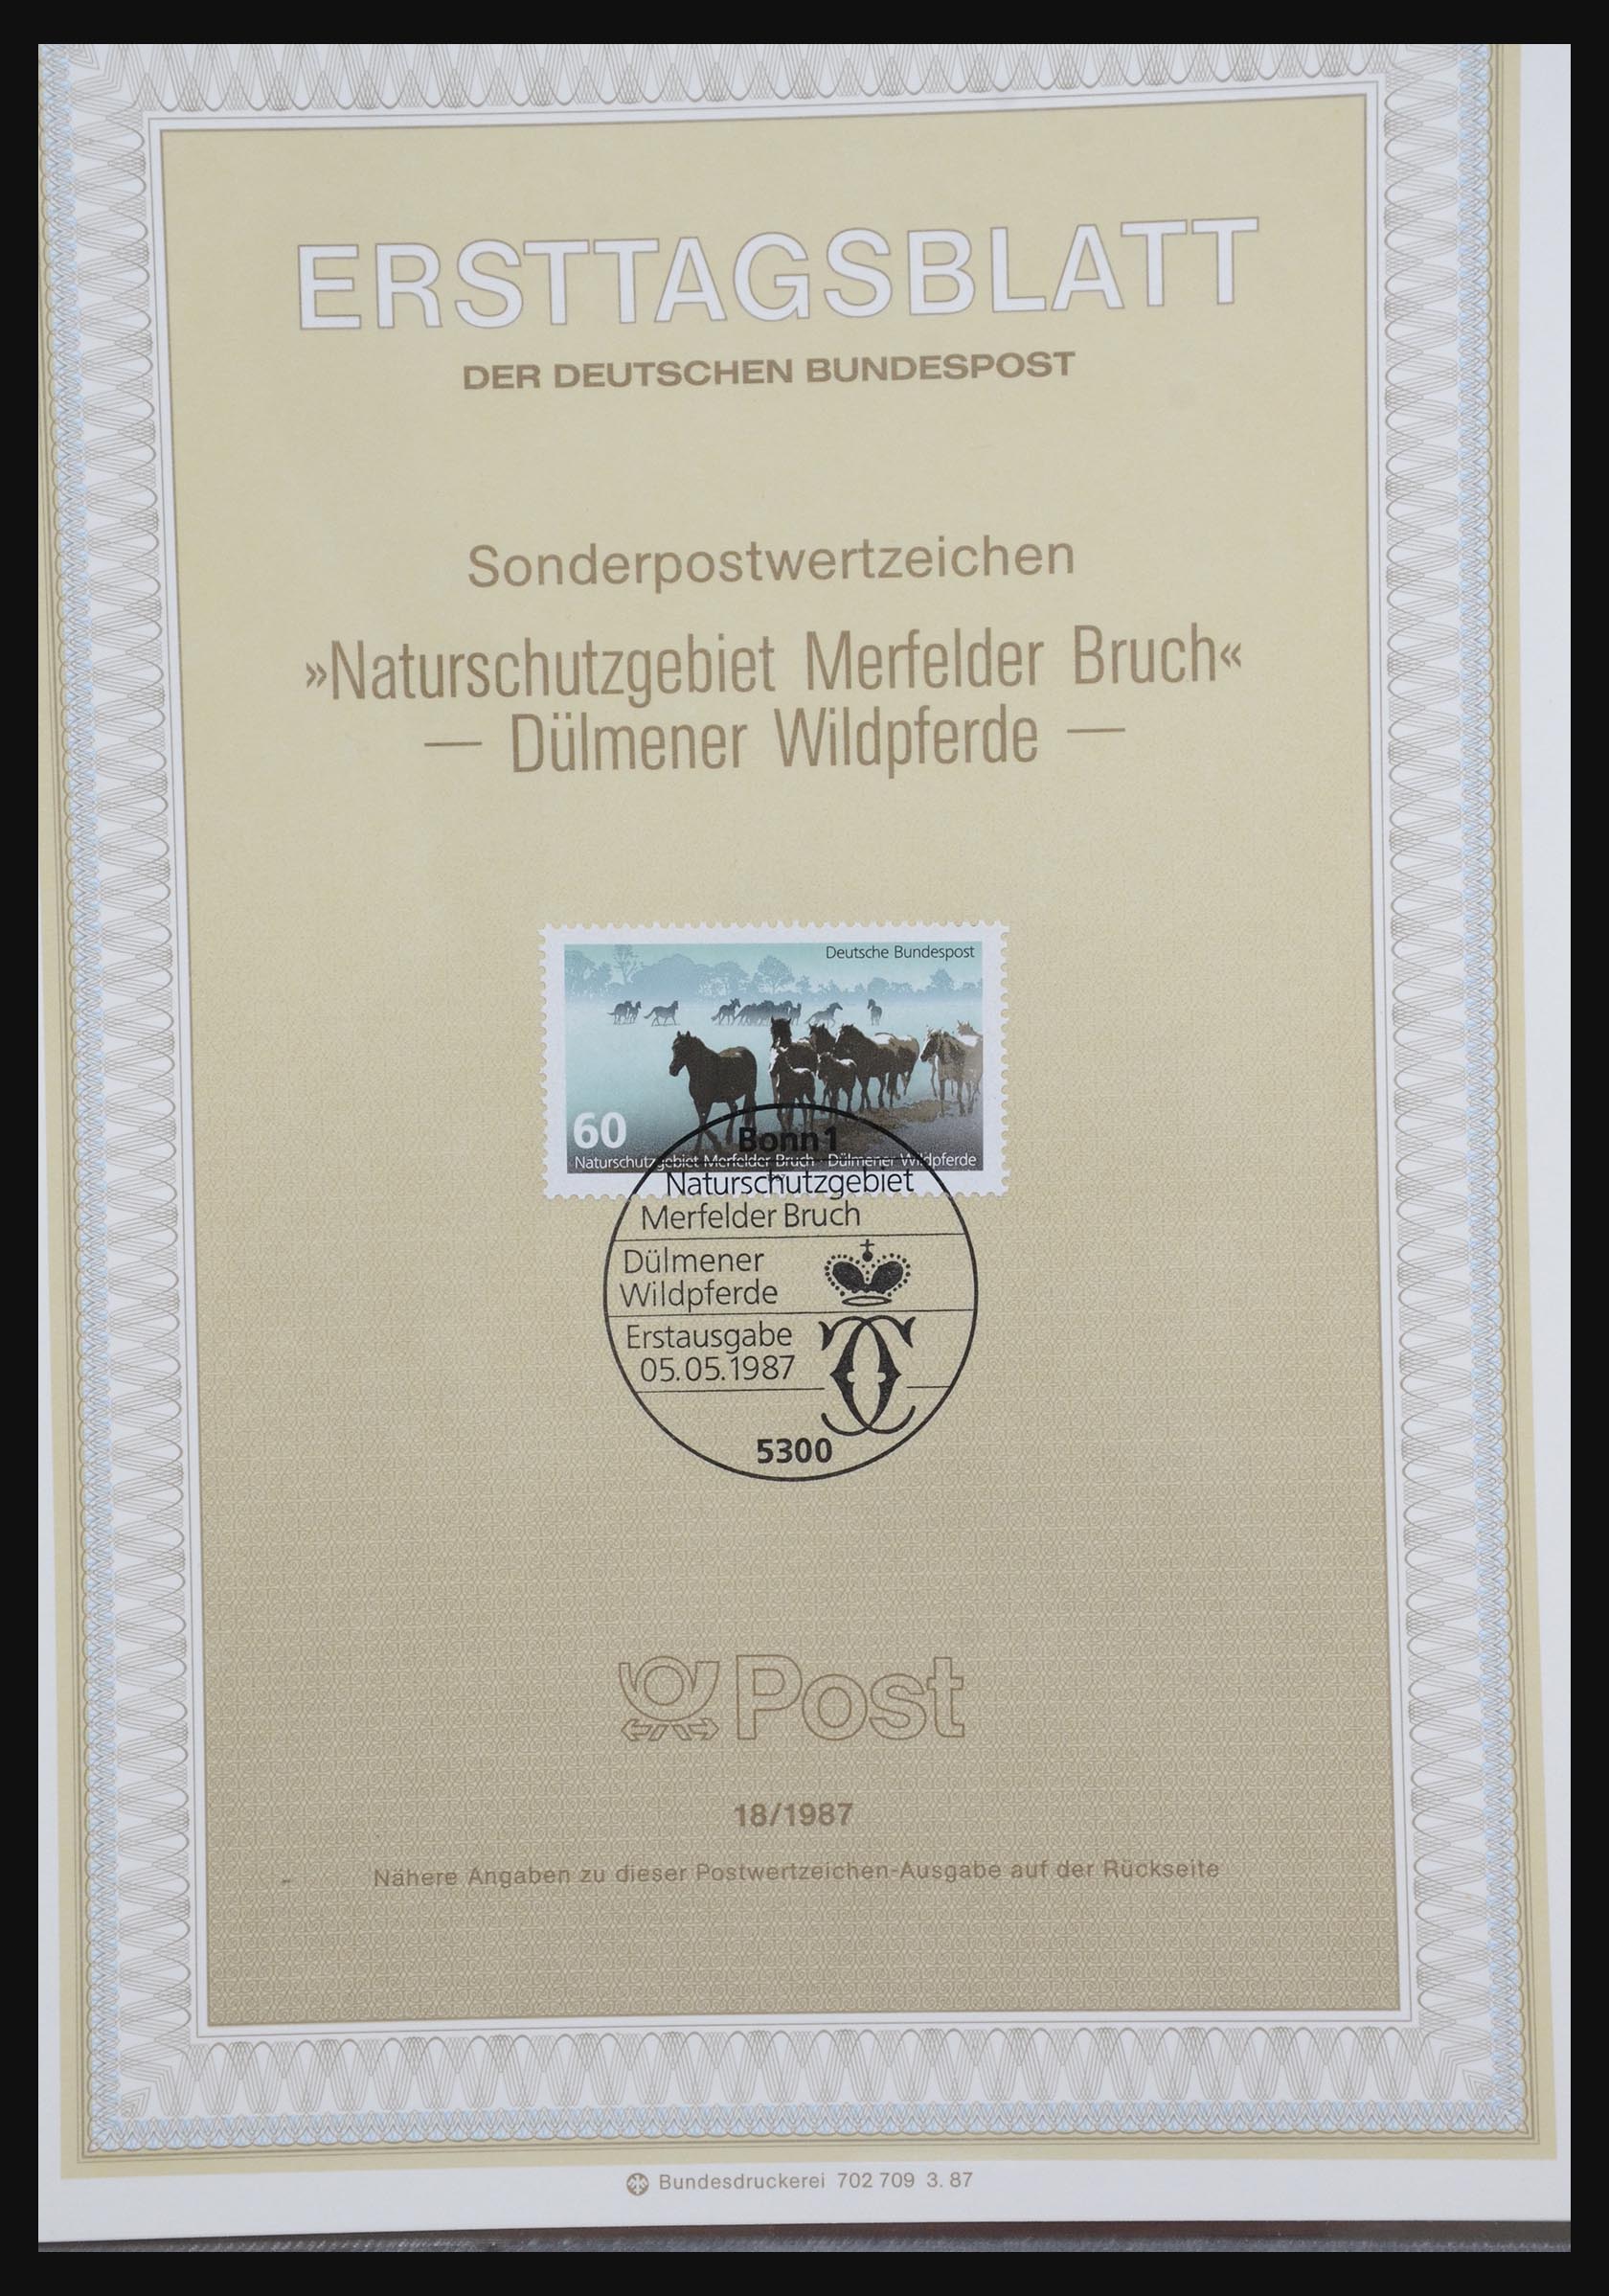 ERSTTAGSBLATT
DER DEUTSCHEN BUNDESPOST
Sonderpostwertzeichen
»Naturschutzgebiet Merfelder Bruch«
— Dülmener Wildpferde —
Deutsche Bundespost
60
Naturschutzgebiet Merfelder Bruch · Dülmener Wildpferde
Bonn 1
Naturschutzgebiet
Merfelder Bruch
Dülmener
Wildpferde
Erstausgabe
05.05.1987
5300
Post
18/1987
Nähere Angaben zu dieser Postwertzeichen-Ausgabe auf der Rückseite
Bundesdruckerei 702 709 3. 87